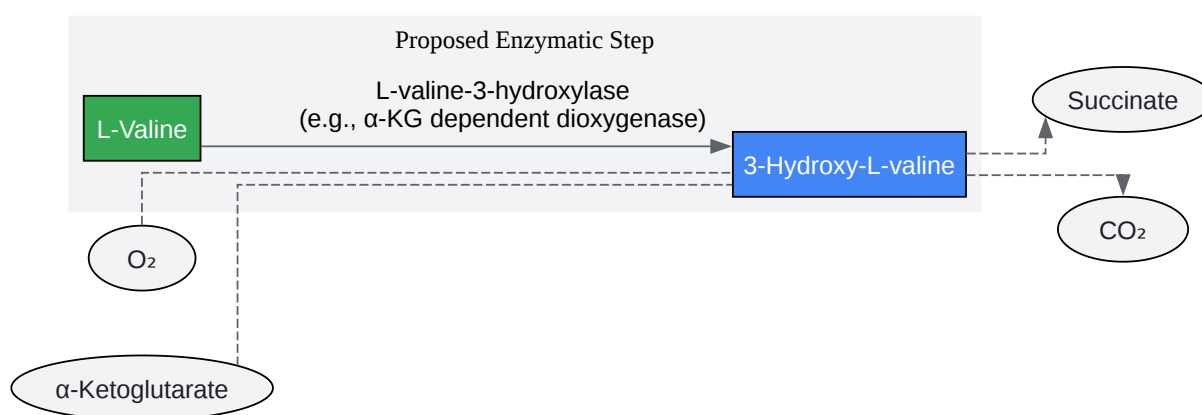 Proposed Enzymatic Step
L-valine-3-hydroxylase
(e.g., α-KG dependent dioxygenase)
L-Valine
3-Hydroxy-L-valine
Succinate
CO₂
O₂
α-Ketoglutarate